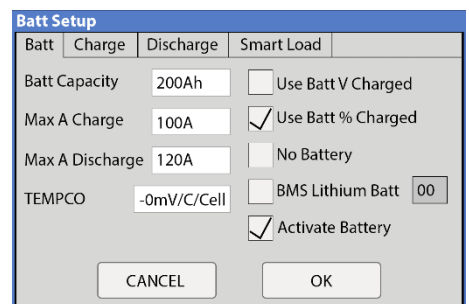 Batt Setup
Batt Charge Discharge Smart Load
Batt Capacity 200Ah Use Batt V Charged
Max A Charge 100A Use Batt % Charged
Max A Discharge 120A No Battery
TEMPCO -0mV/C/Cell BMS Lithium Batt 00
Activate Battery
CANCEL OK